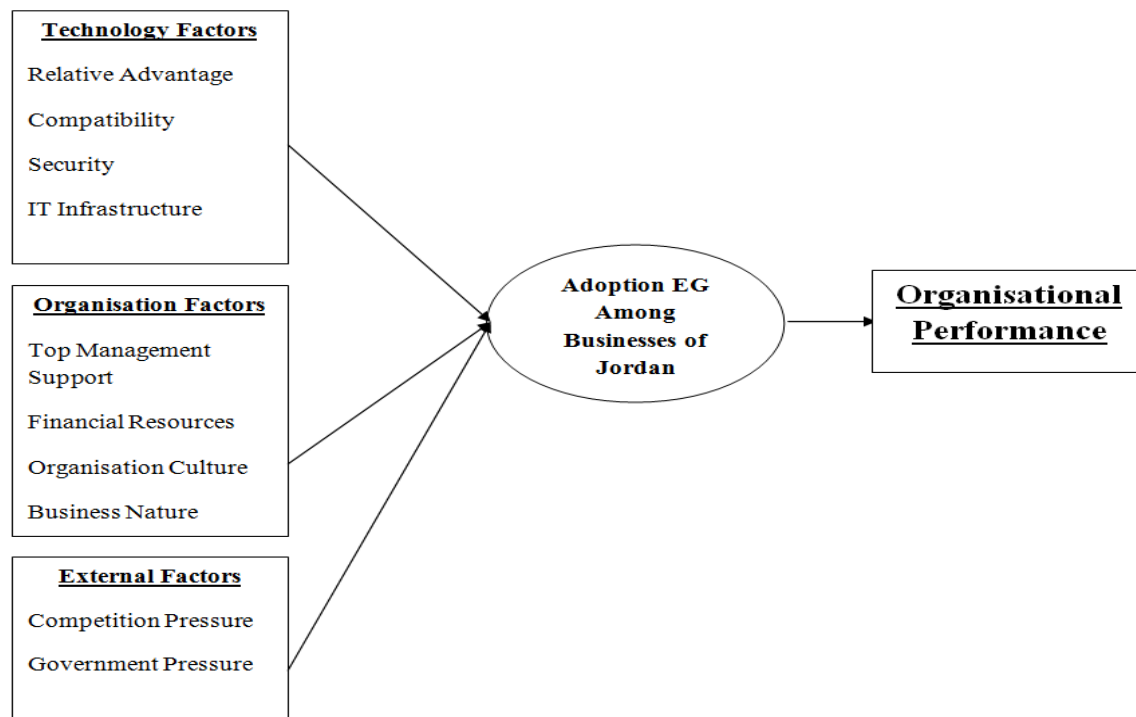 Technology Factors
Relative Advantage
Compatibility
Security
IT Infrastructure
Organisation Factors
Top Management
Support
Financial Resources
Organisation Culture
Business Nature
External Factors
Competition Pressure
Government Pressure
Adoption EG
Among
Businesses of
Jordan
Organisational
Performance